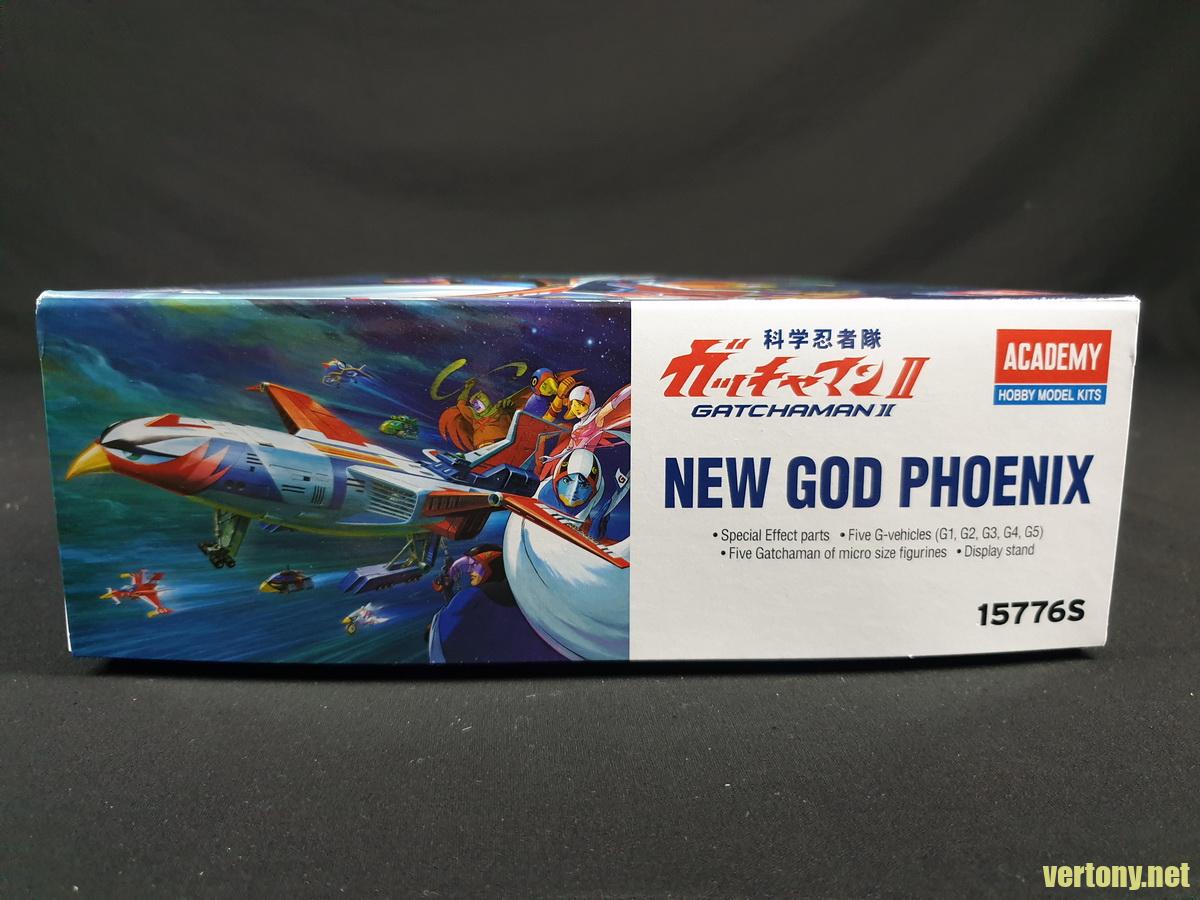 科学忍者隊
ガッチャマンII
GATCHAMAN II
ACADEMY
HOBBY MODEL KITS
NEW GOD PHOENIX
• Special Effect parts • Five G-vehicles (G1, G2, G3, G4, G5)
• Five Gatchaman of micro size figurines • Display stand
15776S
vertony.net